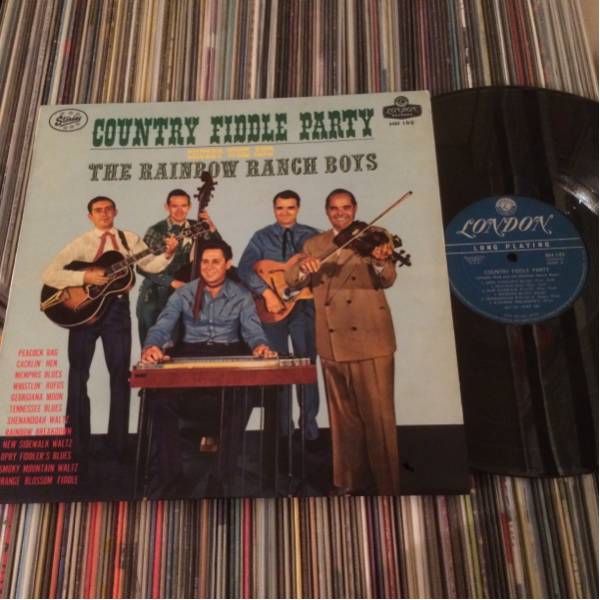 COUNTRY FIDDLE PARTY
THE RAINBOW RANCH BOYS
LONDON
PEACOCK RAG
CACKLIN' HEN
MEMPHIS BLUES
WHISTLIN' RUFUS
GEORGIANA MOON
TENNESSEE BLUES
SHENANDOAH WALTZ
RAINBOW BREAKDOWN
NEW SIDEWALK WALTZ
OPRY FIDDLER'S BLUES
SMOKY MOUNTAIN WALTZ
ORANGE BLOSSOM FIDDLE
LONDON
LONG PLAYING
COUNTRY FIDDLE PARTY